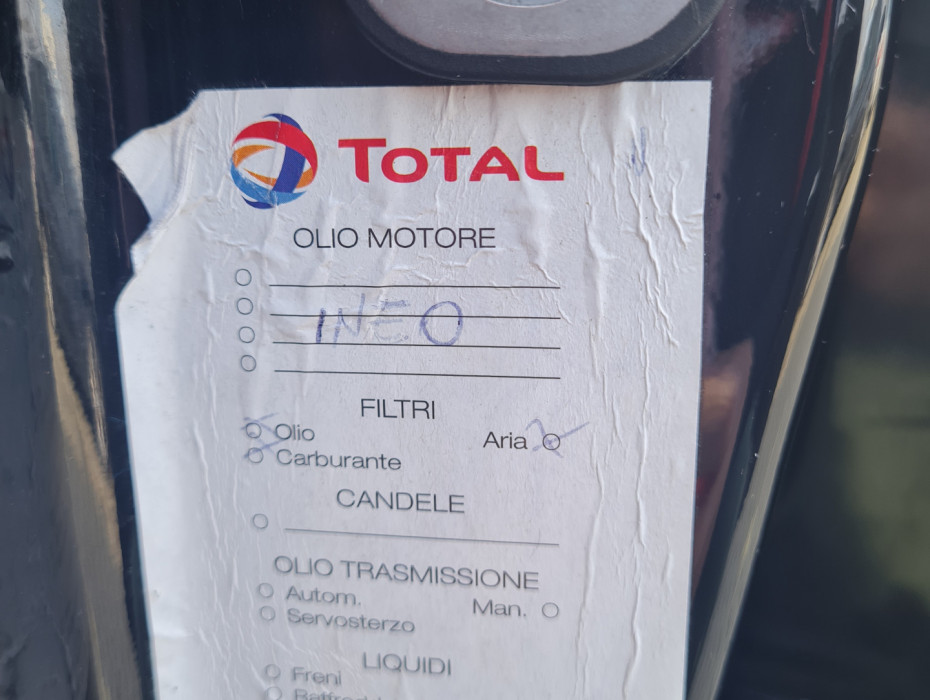 TOTAL
OLIO MOTORE
INEO
FILTRI
Olio Aria
Carburante
CANDELE
OLIO TRASMISSIONE
Autom. Man.
Servosterzo
LIQUIDI
Freni